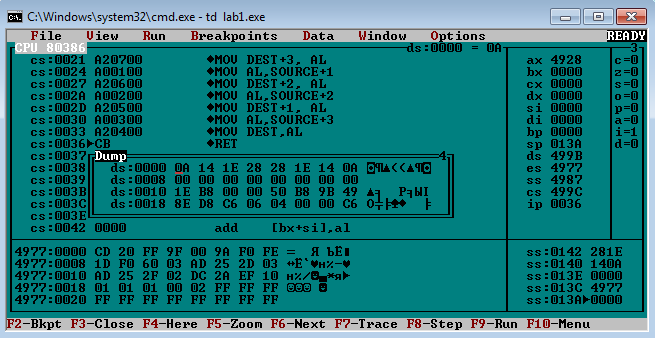 C:\Windows\system32\cmd.exe - td lab1.exe
File View Run Breakpoints Data Window Options READY
CPU 80386 ds:0000 = 0A 3
cs:0021 A20700 ♦MOV DEST+3, AL ax 4928 c=0
cs:0024 A00100 ♦MOV AL,SOURCE+1 bx 0000 z=0
cs:0027 A20600 ♦MOV DEST+2, AL cx 0000 s=0
cs:002A A00200 ♦MOV AL,SOURCE+2 dx 0000 o=0
cs:002D A20500 ♦MOV DEST+1, AL si 0000 p=0
cs:0030 A00300 ♦MOV AL,SOURCE+3 di 0000 a=0
cs:0033 A20400 ♦MOV DEST,AL bp 0000 i=1
cs:0036►CB ♦RET sp 013A d=0
cs:0037 Dump 4 ds 499B
cs:0038 ds:0000 0A 14 1E 28 28 1E 14 0A ◙¶▲((▲¶◙ es 4977
cs:0039 ds:0008 00 00 00 00 00 00 00 00 ss 4987
cs:003B ds:0010 1E B8 00 00 50 B8 9B 49 ▲╕ P╕ЫI cs 499C
cs:003C ds:0018 8E D8 C6 06 04 00 00 C6 О╪╞♠♦ ╞ ip 0036
cs:003E
cs:0042 0000 add [bx+si],al
4977:0000 CD 20 FF 9F 00 9A F0 FE = Я ЪЁ■ ss:0142 281E
4977:0008 1D F0 60 03 AD 25 2D 03 ↔Ё`♥н%-♥ ss:0140 140A
4977:0010 AD 25 2F 02 DC 2A EF 10 н%/☻▄*я► ss:013E 0000
4977:0018 01 01 01 00 02 FF FF FF ☺☺☺ ☻ ss:013C 4977
4977:0020 FF FF FF FF FF FF FF FF ss:013A►0000
F2-Bkpt F3-Close F4-Here F5-Zoom F6-Next F7-Trace F8-Step F9-Run F10-Menu